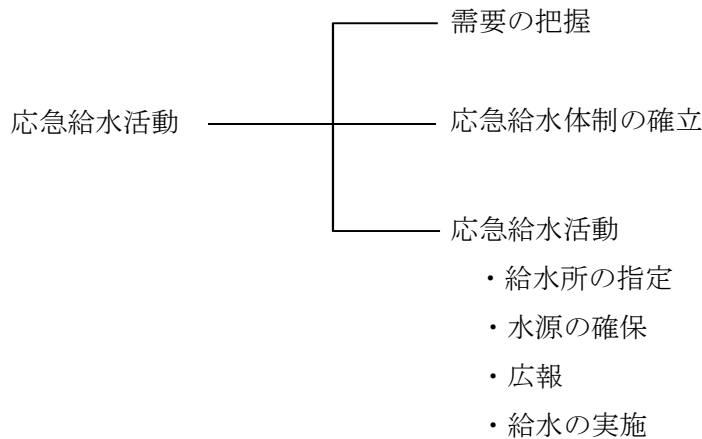 需要の把握
応急給水活動
応急給水体制の確立
応急給水活動
・給水所の指定
・水源の確保
・広報
・給水の実施